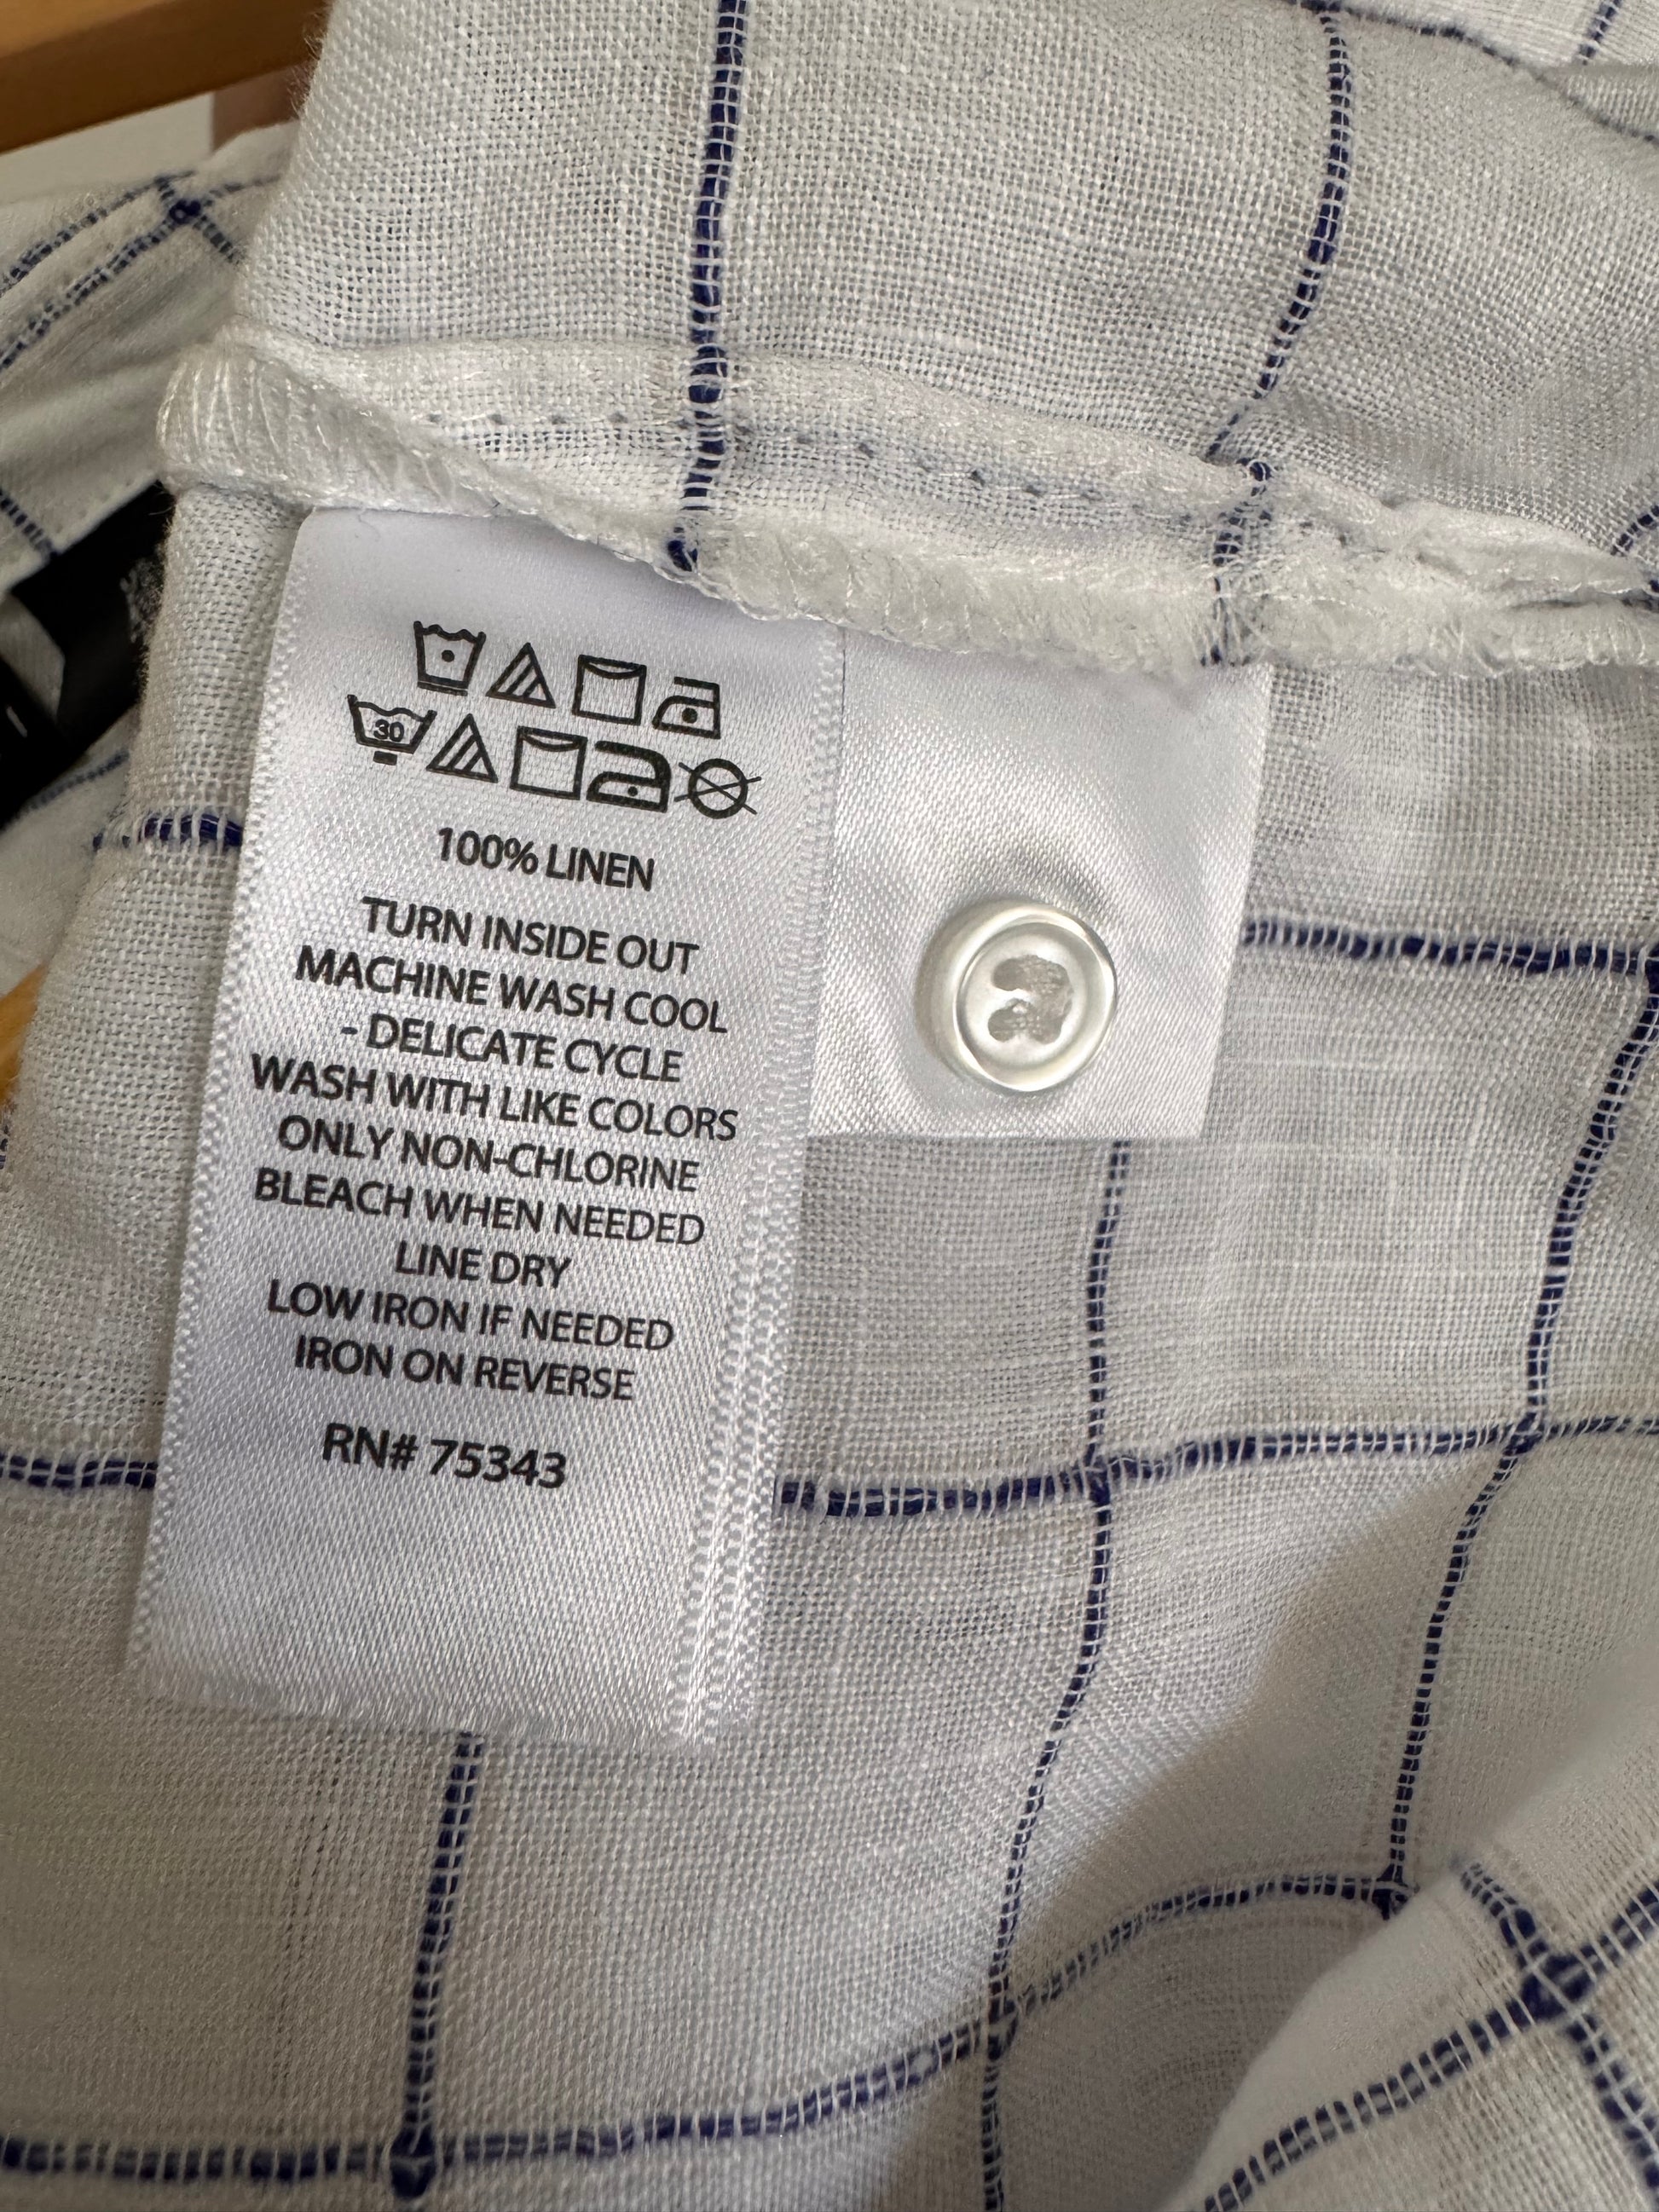 30
100% LINEN
TURN INSIDE OUT
MACHINE WASH COOL
- DELICATE CYCLE
WASH WITH LIKE COLORS
ONLY NON-CHLORINE
BLEACH WHEN NEEDED
LINE DRY
LOW IRON IF NEEDED
IRON ON REVERSE
RN# 75343